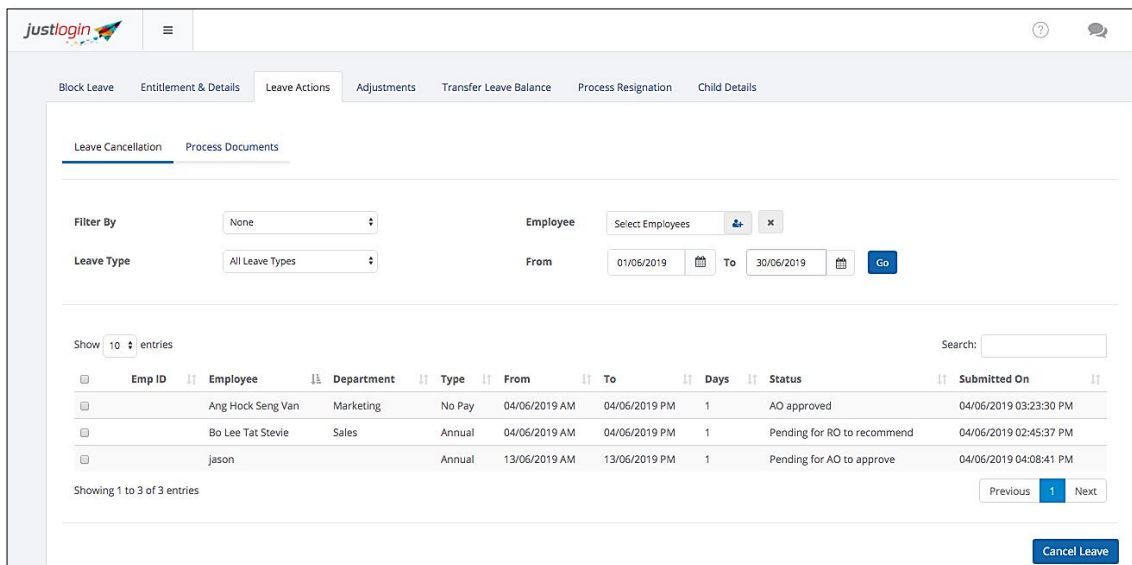 justlogin
Block Leave Entitlement & Details Leave Actions Adjustments Transfer Leave Balance Process Resignation Child Details
Leave Cancellation Process Documents
Filter By None Employee Select Employees
Leave Type All Leave Types From 01/06/2019 To 30/06/2019 Go
Show 10 entries Search:
Emp ID Employee Department Type From To Days Status Submitted On
Ang Hock Seng Van Marketing No Pay 04/06/2019 AM 04/06/2019 PM 1 AO approved 04/06/2019 03:23:30 PM
Bo Lee Tat Stevie Sales Annual 04/06/2019 AM 04/06/2019 PM 1 Pending for RO to recommend 04/06/2019 02:45:37 PM
jason Annual 13/06/2019 AM 13/06/2019 PM 1 Pending for AO to approve 04/06/2019 04:08:41 PM
Showing 1 to 3 of 3 entries Previous 1 Next
Cancel Leave